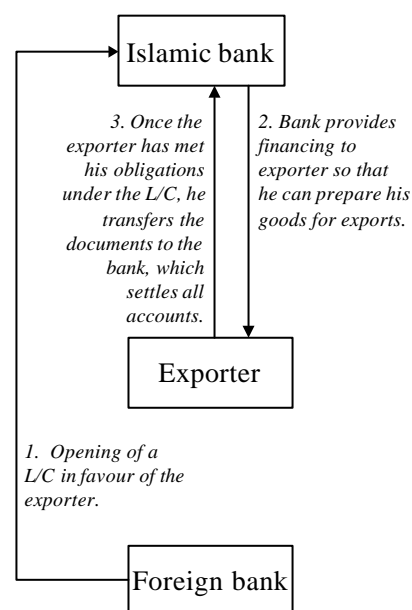 Islamic bank
3. Once the
exporter has met
his obligations
under the L/C, he
transfers the
documents to the
bank, which
settles all
accounts.
2. Bank provides
financing to
exporter so that
he can prepare his
goods for exports.
Exporter
1. Opening of a
L/C in favour of the
exporter.
Foreign bank